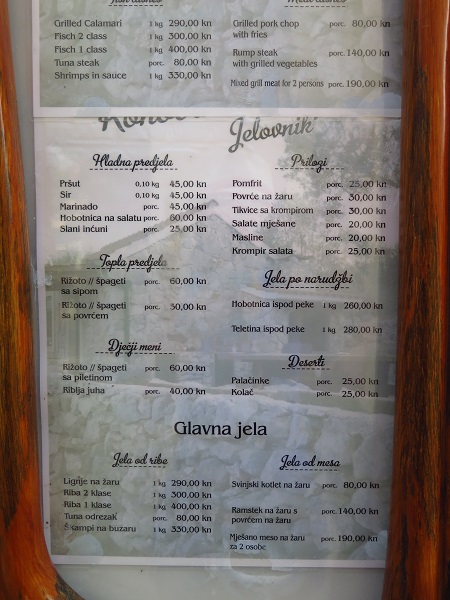 Grilled Calamari 1 kg 290,00 kn
Fisch 2 class 1 kg 300,00 kn
Fisch 1 class 1 kg 400,00 kn
Tuna steak porc. 80,00 kn
Shrimps in sauce 1 kg 330,00 kn
Grilled pork chop porc. 80,00 kn
with fries
Rump steak porc. 140,00 kn
with grilled vegetables
Mixed grill meat for 2 persons porc. 190,00 kn
Jelovnik
Hladna predjela
Pršut 0,10 kg 45,00 kn
Sir 0,10 kg 45,00 kn
Marinado porc. 45,00 kn
Hobotnica na salatu porc. 60,00 kn
Slani inćuni porc. 25,00 kn
Topla predjela
Rižoto // špageti porc. 60,00 kn
sa sipom
Rižoto // špageti porc. 50,00 kn
sa povrćem
Dječji meni
Rižoto // špageti porc. 60,00 kn
sa piletinom
Riblja juha porc. 40,00 kn
Prilozi
Pomfrit porc. 25,00 kn
Povrće na žaru porc. 30,00 kn
Tikvice sa krompirom porc. 30,00 kn
Salate mješane porc. 20,00 kn
Masline porc. 20,00 kn
Krompir salata porc. 25,00 kn
Jela po narudžbi
Hobotnica ispod peke 1 kg 260,00 kn
Teletina ispod peke 1 kg 280,00 kn
Deserti
Palačinke porc. 25,00 kn
Kolač porc. 25,00 kn
Glavna jela
Jela od ribe
Lignje na žaru 1 kg 290,00 kn
Riba 2 klase 1 kg 300,00 kn
Riba 1 klase 1 kg 400,00 kn
Tuna odrezak porc. 80,00 kn
Škampi na buzaru 1 kg 330,00 kn
Jela od mesa
Svinjski kotlet na žaru porc. 80,00 kn
Ramstek na žaru s porc. 140,00 kn
povrćem na žaru
Mješano meso na žaru porc. 190,00 kn
za 2 osobe